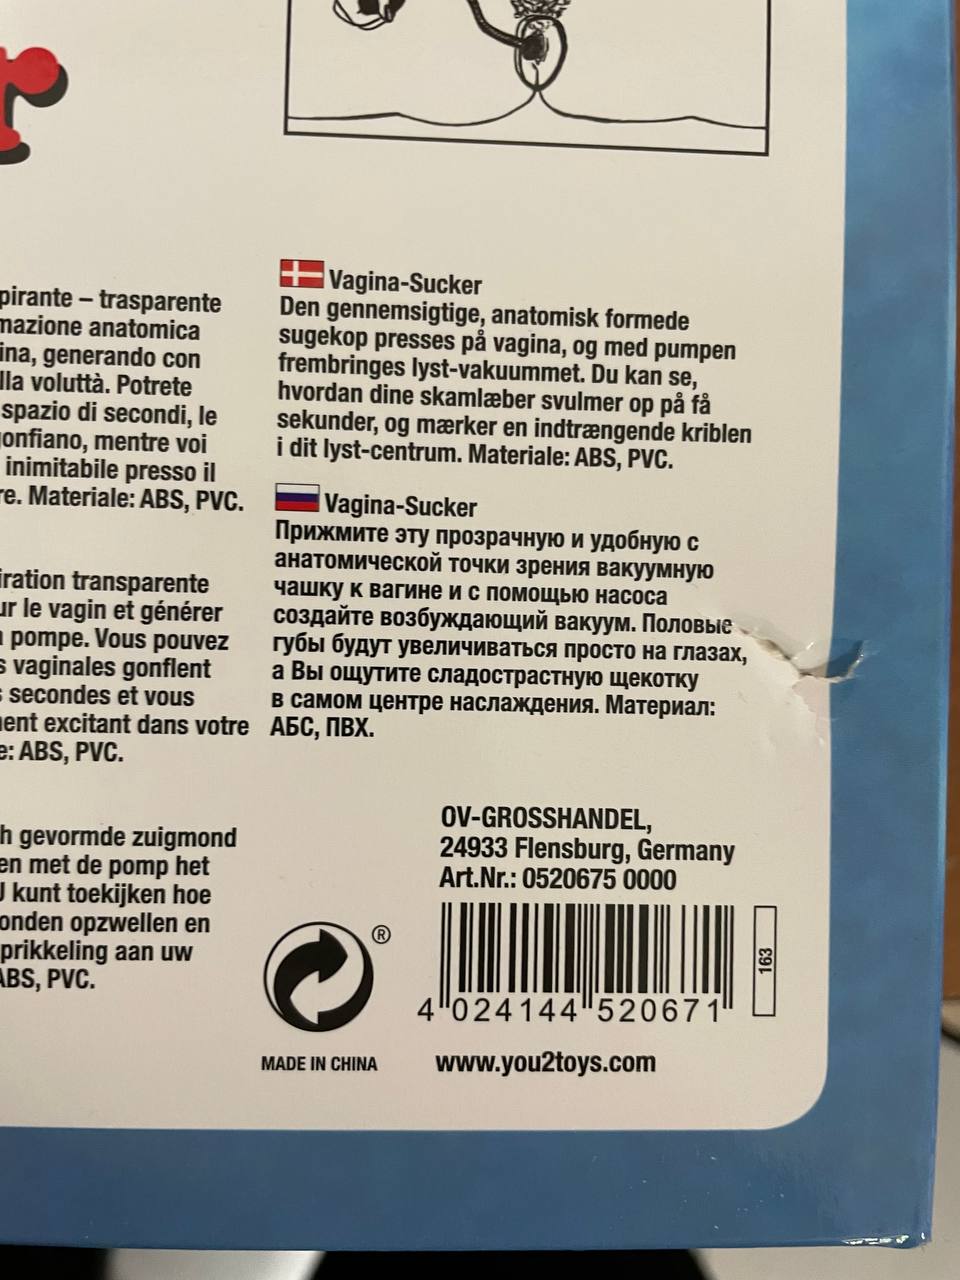 pirante – trasparente
mazione anatomica
ina, generando con
lla voluttà. Potrete
spazio di secondi, le
gonfiano, mentre voi
inimitabile presso il
re. Materiale: ABS, PVC.
iration transparente
ur le vagin et générer
a pompe. Vous pouvez
s vaginales gonflent
s secondes et vous
ment excitant dans votre
e: ABS, PVC.
h gevormde zuigmond
en met de pomp het
U kunt toekijken hoe
onden opzwellen en
prikkeling aan uw
ABS, PVC.
Vagina-Sucker
Den gennemsigtige, anatomisk formede
sugekop presses på vagina, og med pumpen
frembringes lyst-vakuummet. Du kan se,
hvordan dine skamlæber svulmer op på få
sekunder, og mærker en indtrængende kriblen
i dit lyst-centrum. Materiale: ABS, PVC.
Vagina-Sucker
Прижмите эту прозрачную и удобную с
анатомической точки зрения вакуумную
чашку к вагине и с помощью насоса
создайте возбуждающий вакуум. Половые
губы будут увеличиваться просто на глазах,
а Вы ощутите сладострастную щекотку
в самом центре наслаждения. Материал:
АБС, ПВХ.
OV-GROSSHANDEL,
24933 Flensburg, Germany
Art.Nr.: 0520675 0000
®
163
4 024144 520671
MADE IN CHINA
www.you2toys.com